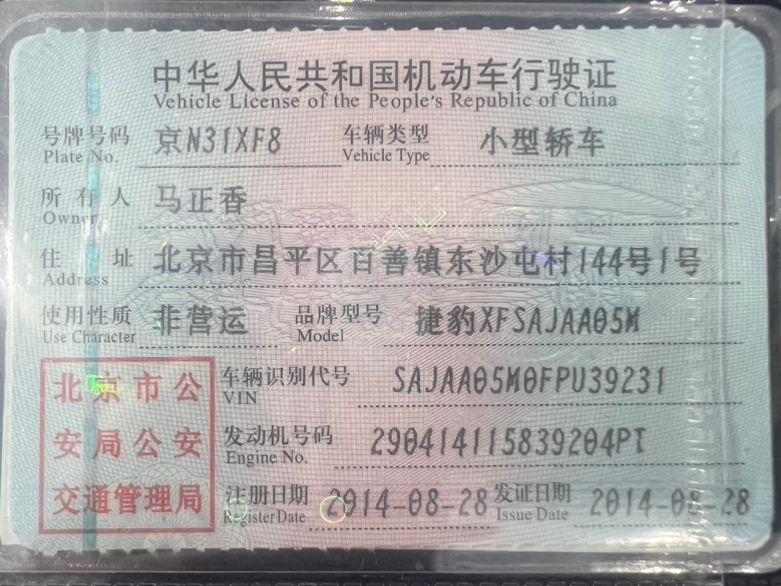 中华人民共和国机动车行驶证
Vehicle License of the People's Republic of China
号牌号码 京N31XF8 车辆类型 小型轿车
Plate No. Vehicle Type
所有人 马正香
Owner
住址 北京市昌平区百善镇东沙屯村144号1号
Address
使用性质 非营运 品牌型号 捷豹XFSAJAA05M
Use Character Model
北京市公
安局公安
交通管理局
车辆识别代号 SAJAA05M0FPU39231
VIN
发动机号码 290414115839204PT
Engine No.
注册日期 2014-08-28 发证日期 2014-08-28
Register Date Issue Date